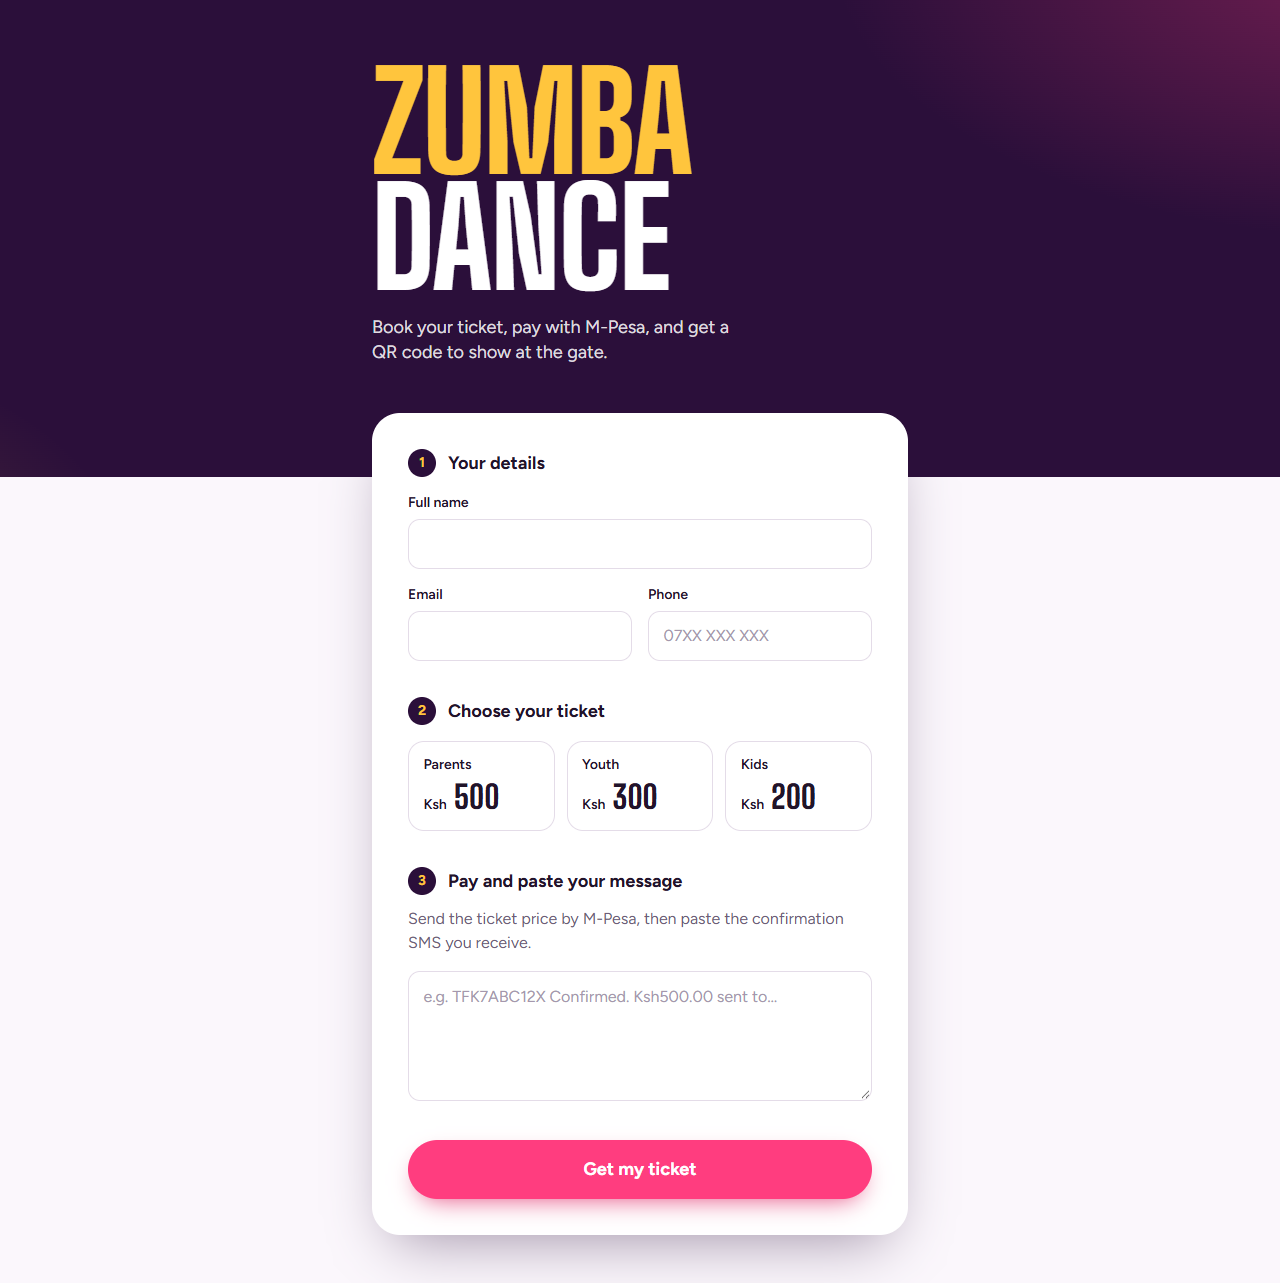 ZUMBA
DANCE
Book your ticket, pay with M-Pesa, and get a
QR code to show at the gate.
1 Your details
Full name
Email Phone
07XX XXX XXX
2 Choose your ticket
Parents Youth Kids
Ksh 500 Ksh 300 Ksh 200
3 Pay and paste your message
Send the ticket price by M-Pesa, then paste the confirmation
SMS you receive.
e.g. TFK7ABC12X Confirmed. Ksh500.00 sent to...
Get my ticket